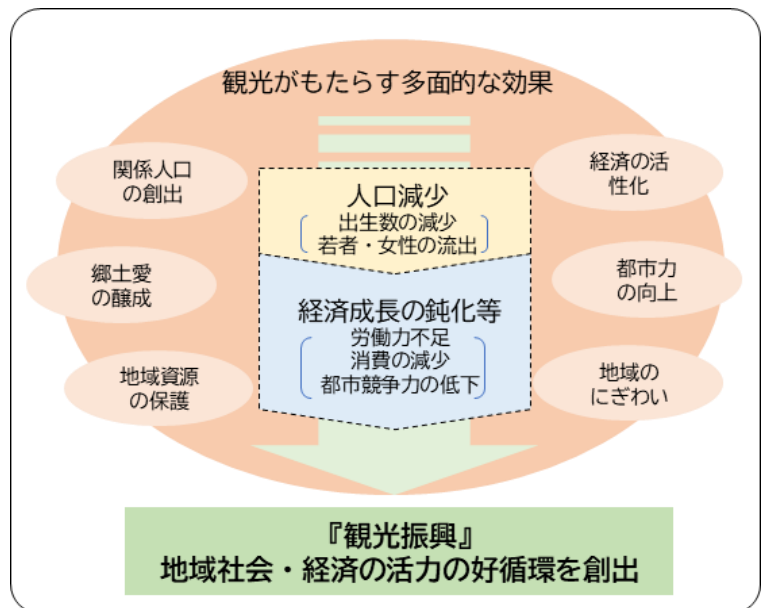 観光がもたらす多面的な効果
関係人口
の創出
郷土愛
の醸成
地域資源
の保護
人口減少
出生数の減少
若者・女性の流出
経済成長の鈍化等
労働力不足
消費の減少
都市競争力の低下
経済の活
性化
都市力
の向上
地域の
にぎわい
『観光振興』
地域社会・経済の活力の好循環を創出